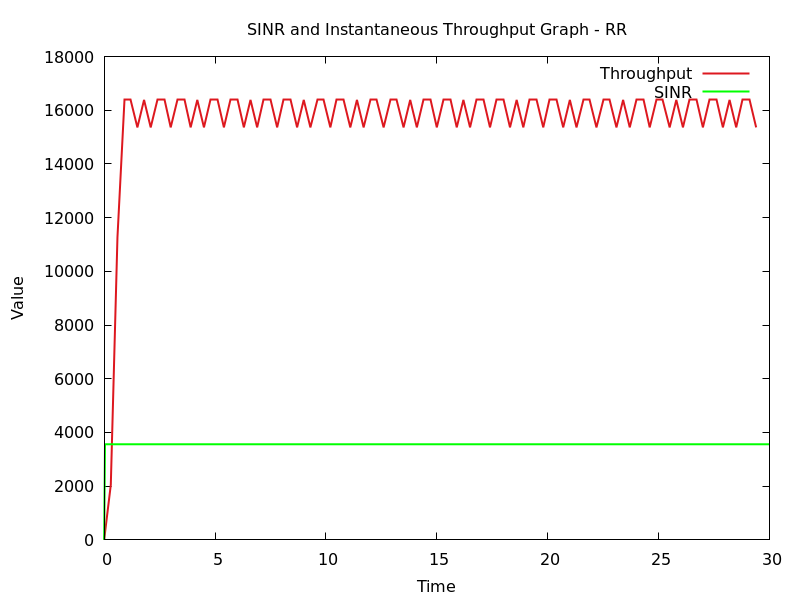 SINR and Instantaneous Throughput Graph - RR
18000
16000
14000
12000
10000
8000
6000
4000
2000
0
Value
Throughput
SINR
0 5 10 15 20 25 30
Time